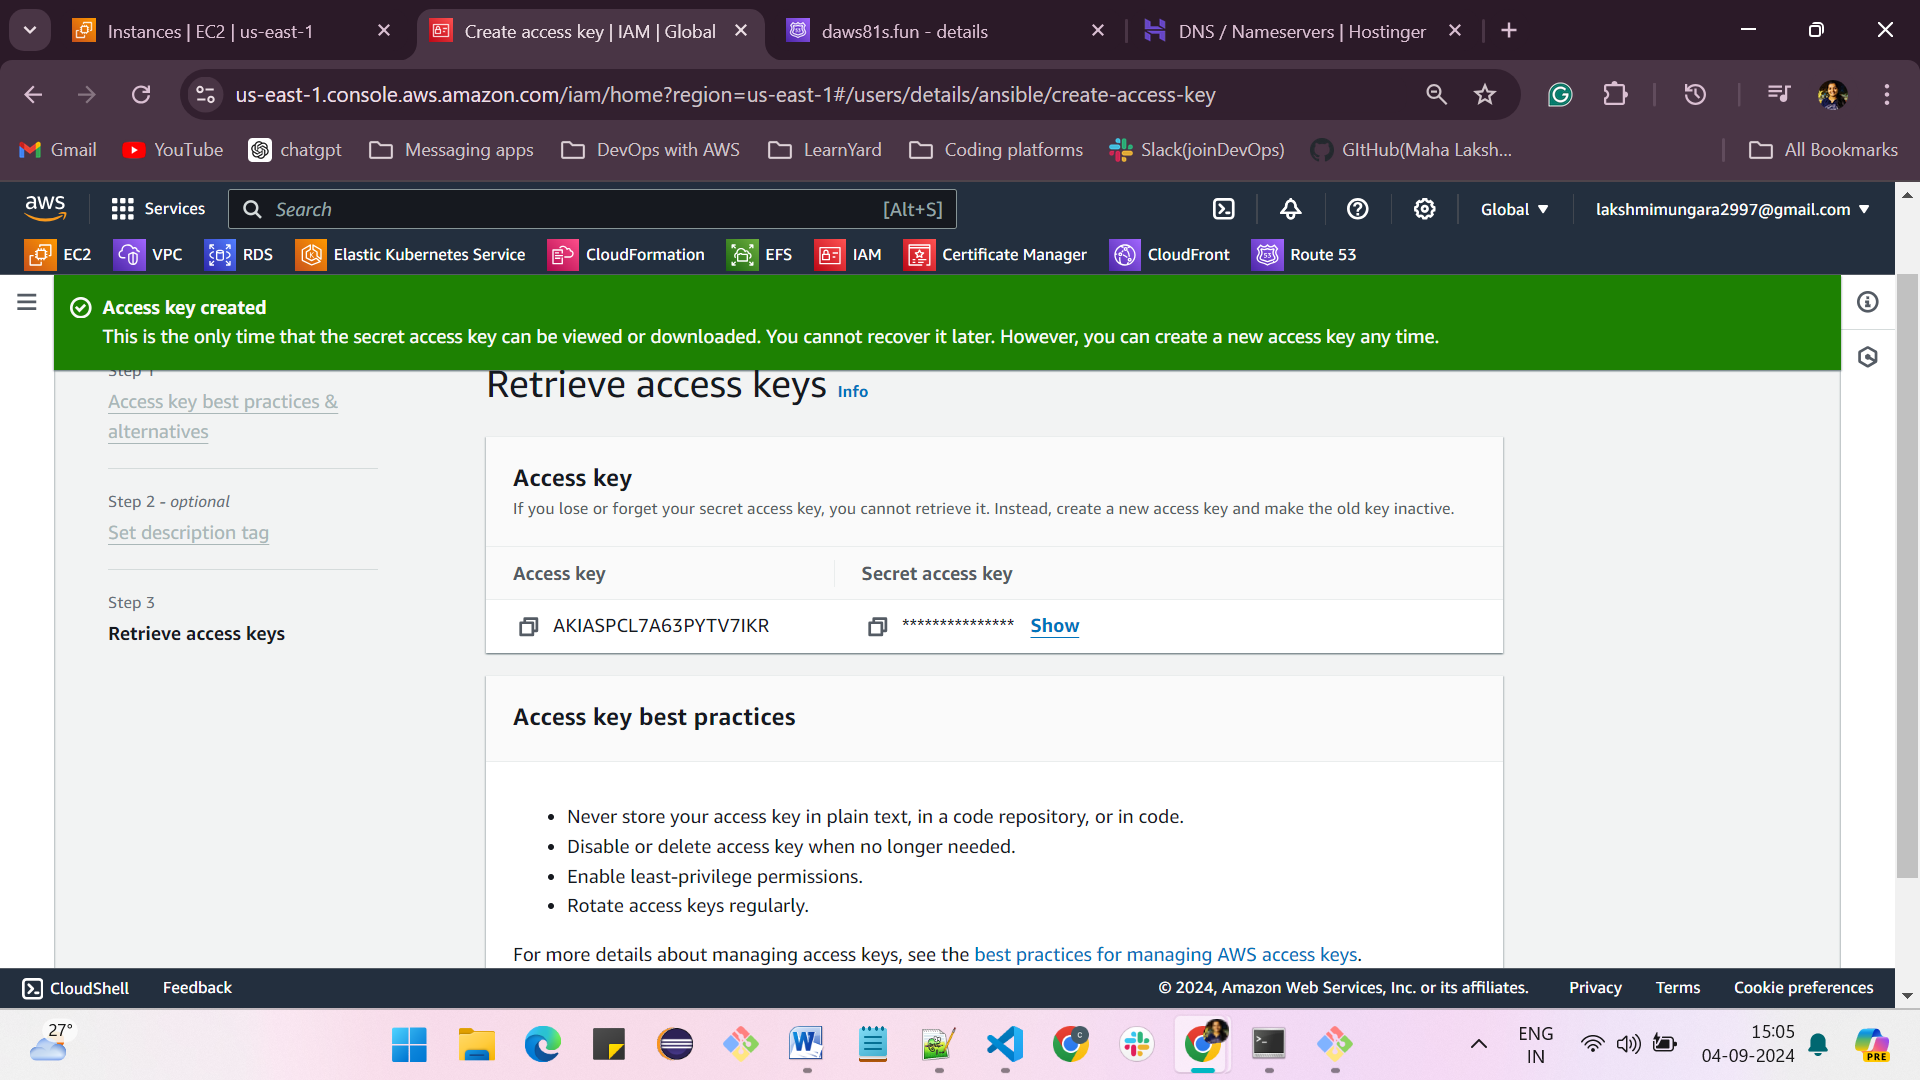 Instances | EC2 | us-east-1
Create access key | IAM | Global
daws81s.fun - details
DNS / Nameservers | Hostinger
us-east-1.console.aws.amazon.com/iam/home?region=us-east-1#/users/details/ansible/create-access-key
Gmail
YouTube
chatgpt
Messaging apps
DevOps with AWS
LearnYard
Coding platforms
Slack(joinDevOps)
GItHub(Maha Laksh...
All Bookmarks
aws
Services
Search
[Alt+S]
Global
lakshmimungara2997@gmail.com
EC2
VPC
RDS
Elastic Kubernetes Service
CloudFormation
EFS
IAM
Certificate Manager
CloudFront
Route 53
Access key created
This is the only time that the secret access key can be viewed or downloaded. You cannot recover it later. However, you can create a new access key any time.
Step 1
Access key best practices &
alternatives
Step 2 - optional
Set description tag
Step 3
Retrieve access keys
Retrieve access keys Info
Access key
If you lose or forget your secret access key, you cannot retrieve it. Instead, create a new access key and make the old key inactive.
Access key
Secret access key
AKIASPCL7A63PYTV7IKR
*************** Show
Access key best practices
• Never store your access key in plain text, in a code repository, or in code.
• Disable or delete access key when no longer needed.
• Enable least-privilege permissions.
• Rotate access keys regularly.
For more details about managing access keys, see the best practices for managing AWS access keys.
CloudShell
Feedback
© 2024, Amazon Web Services, Inc. or its affiliates.
Privacy
Terms
Cookie preferences
27°
ENG
IN
15:05
04-09-2024
PRE